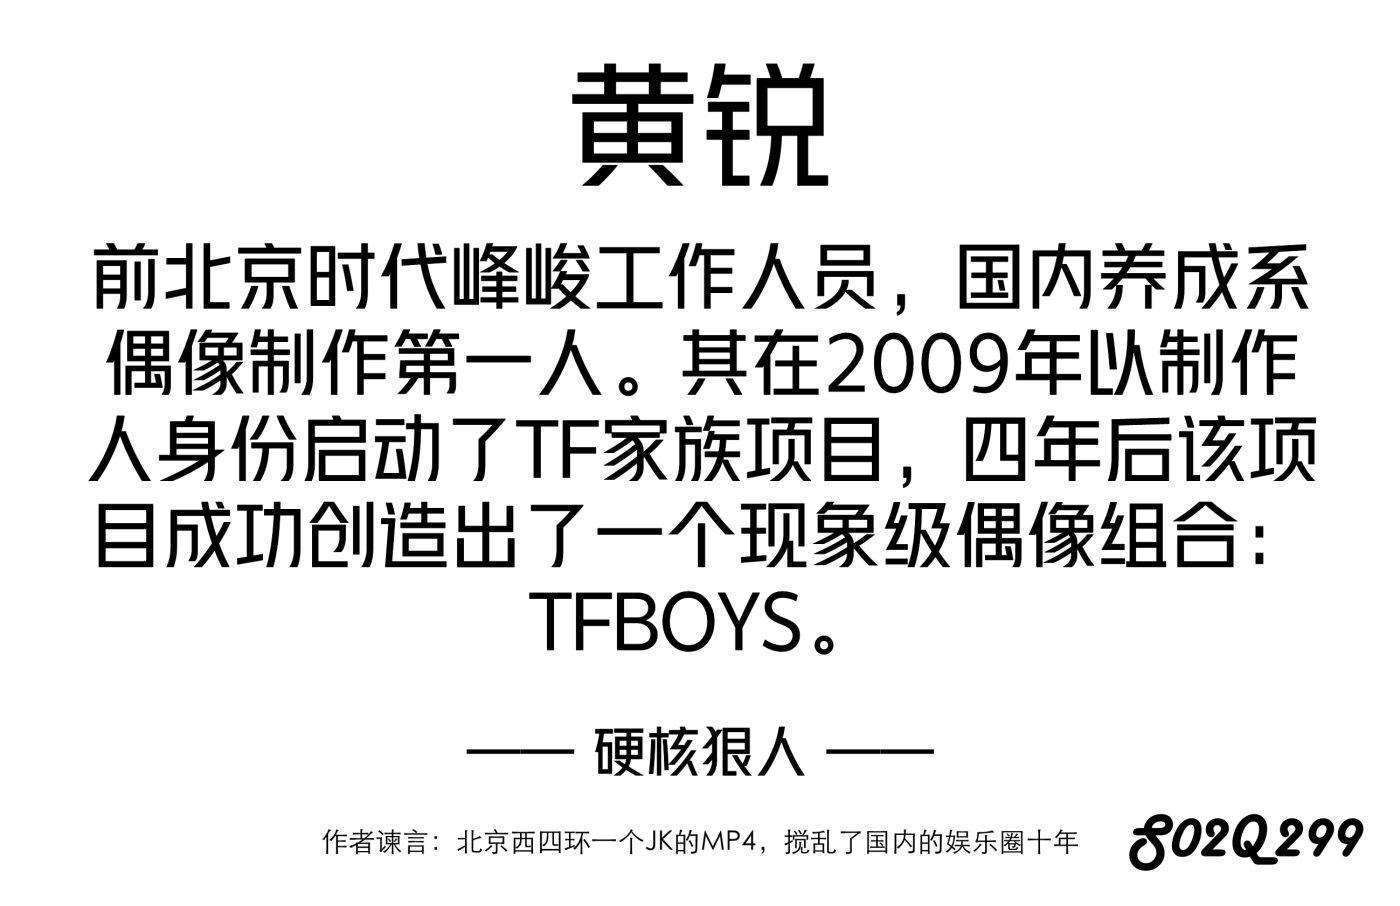 黄锐
前北京时代峰峻工作人员，国内养成系
偶像制作第一人。其在2009年以制作
人身份启动了TF家族项目，四年后该项
目成功创造出了一个现象级偶像组合：
TFBOYS。
—— 硬核狠人 ——
作者谏言：北京西四环一个JK的MP4，搅乱了国内的娱乐圈十年
S02Q299